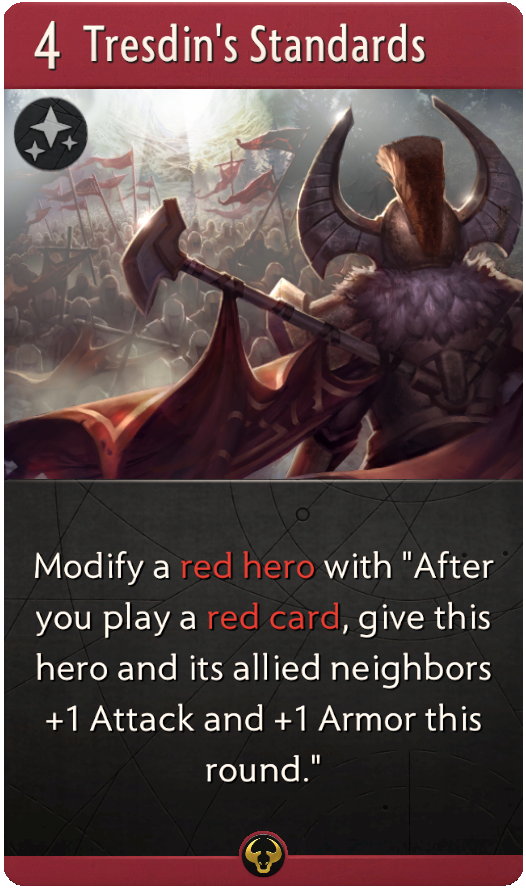 4 Tresdin's Standards
Modify a red hero with "After
you play a red card, give this
hero and its allied neighbors
+1 Attack and +1 Armor this
round."